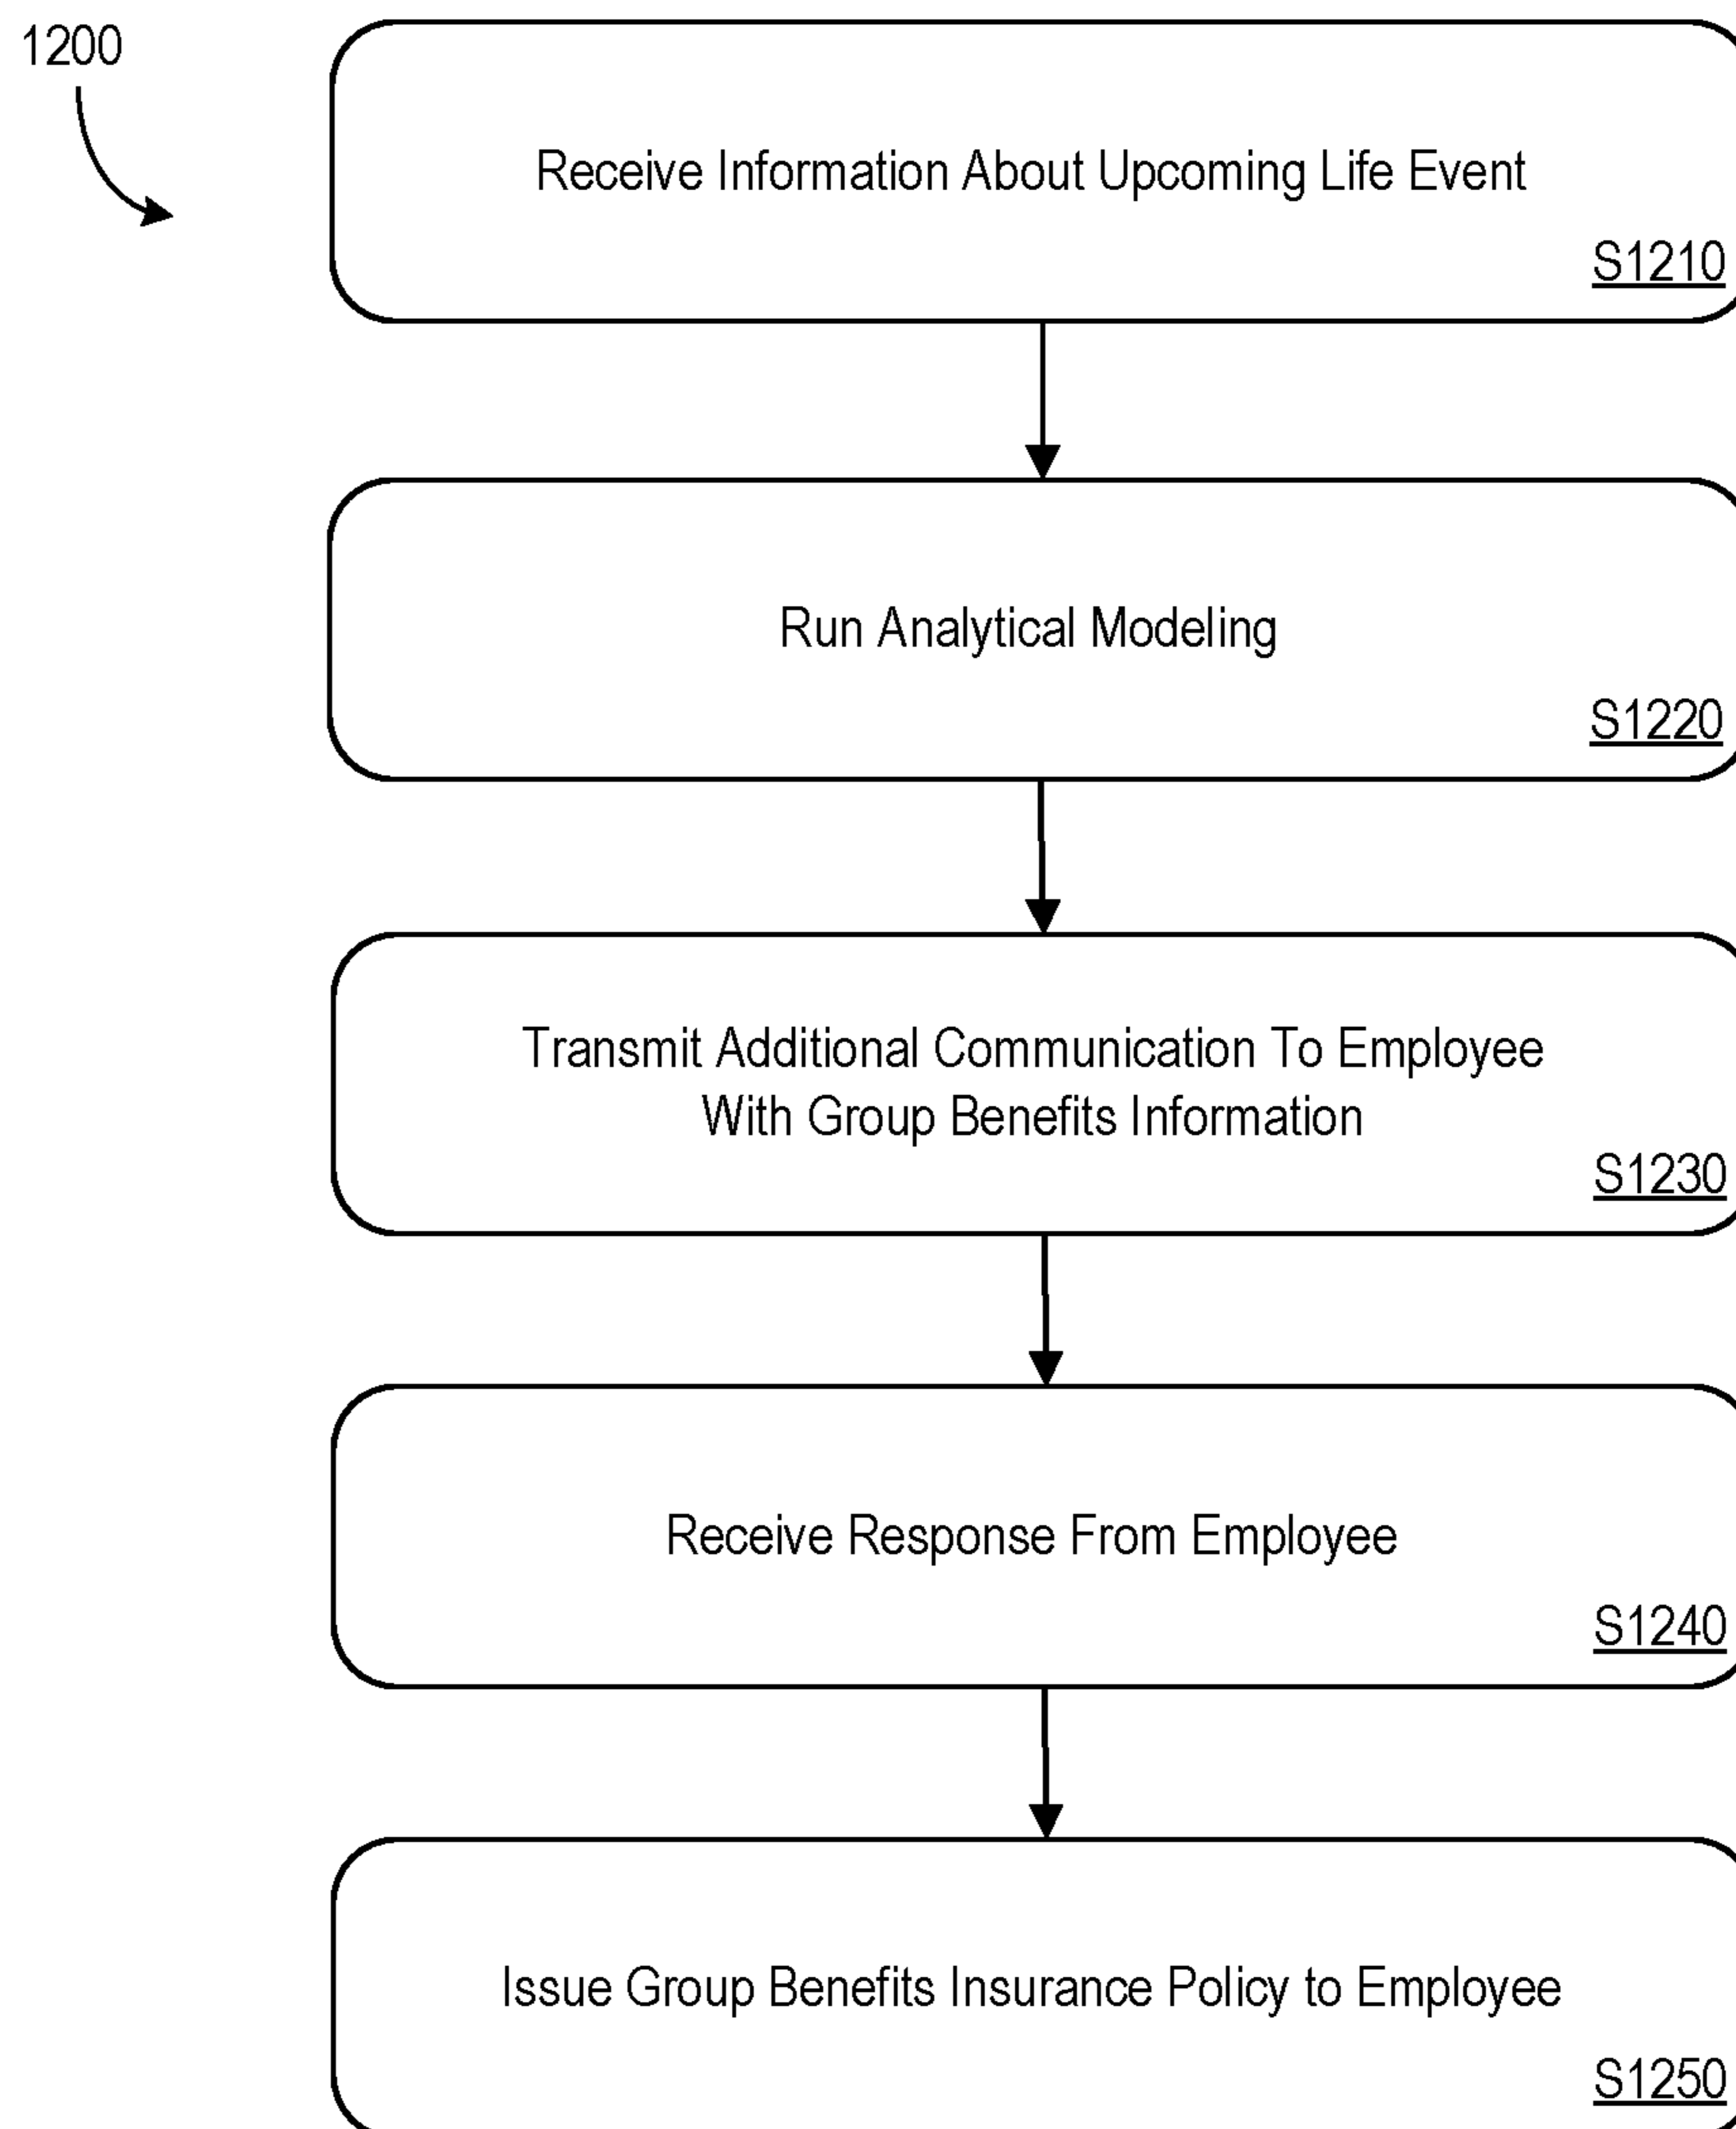 1200
Receive Information About Upcoming Life Event
S1210
Run Analytical Modeling
S1220
Transmit Additional Communication To Employee
With Group Benefits Information
S1230
Receive Response From Employee
S1240
Issue Group Benefits Insurance Policy to Employee
S1250